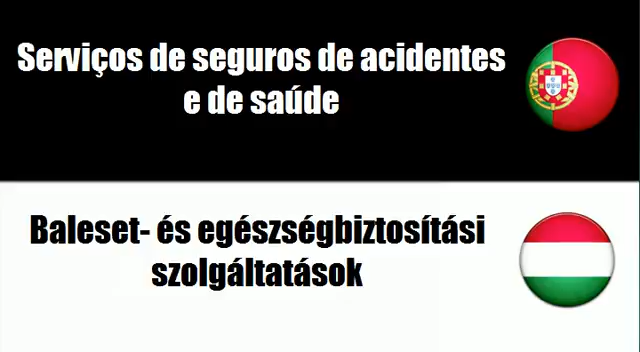 Serviços de seguros de acidentes
e de saúde
Baleset- és egészségbiztosítási
szolgáltatások